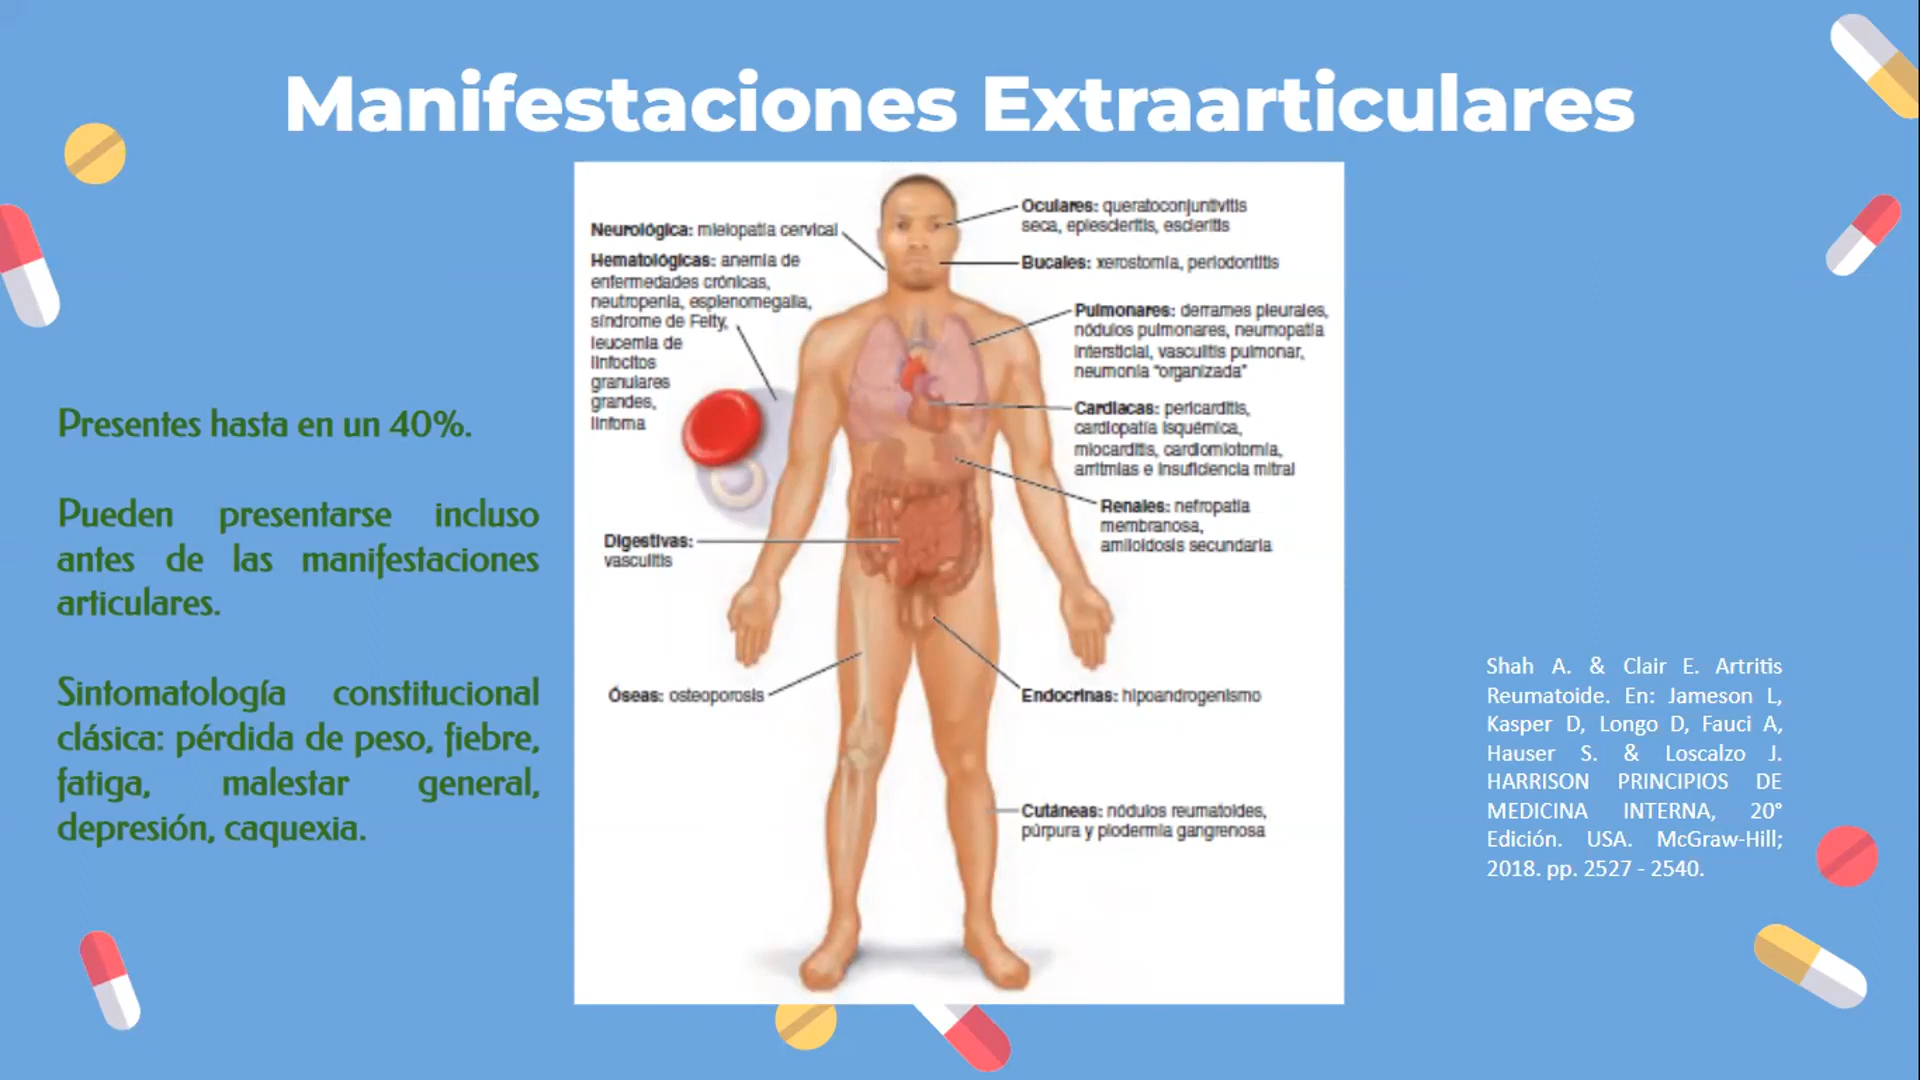 Manifestaciones Extraarticulares
Presentes hasta en un 40%.
Pueden presentarse incluso
antes de las manifestaciones
articulares.
Sintomatología constitucional
clásica: pérdida de peso, fiebre,
fatiga, malestar general,
depresión, caquexia.
Neurológica: mielopatía cervical
Hematológicas: anemia de
enfermedades crónicas,
neutropenia, esplenomegalia,
síndrome de Felty,
leucemia de
linfocitos
granulares
grandes,
linfoma
Digestivas:
vasculitis
Óseas: osteoporosis
Oculares: queratoconjuntivitis
seca, epiescleritis, escleritis
Bucales: xerostomía, periodontitis
Pulmonares: derrames pleurales,
nódulos pulmonares, neumopatía
intersticial, vasculitis pulmonar,
neumonía "organizada"
Cardiacas: pericarditis,
cardiopatía isquémica,
miocarditis, cardiomiotomía,
arritmias e insuficiencia mitral
Renales: nefropatía
membranosa,
amiloidosis secundaria
Endocrinas: hipoandrogenismo
Cutáneas: nódulos reumatoides,
púrpura y piodermia gangrenosa
Shah A. & Clair E. Artritis
Reumatoide. En: Jameson L,
Kasper D, Longo D, Fauci A,
Hauser S. & Loscalzo J.
HARRISON PRINCIPIOS DE
MEDICINA INTERNA, 20°
Edición. USA. McGraw-Hill;
2018. pp. 2527 - 2540.